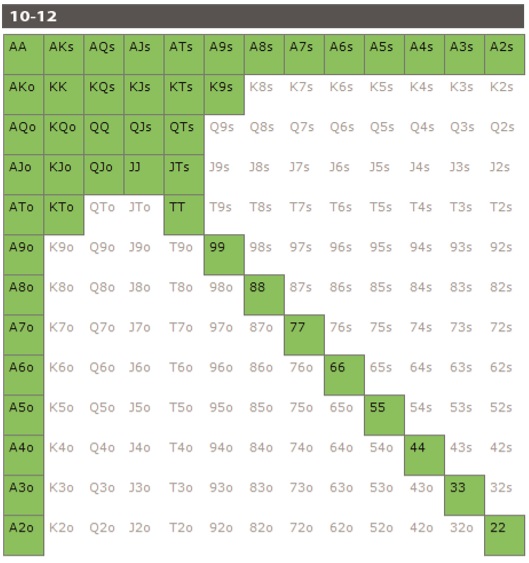 10-12
AA AKs AQs AJs ATs A9s A8s A7s A6s A5s A4s A3s A2s
AKo KK KQs KJs KTs K9s K8s K7s K6s K5s K4s K3s K2s
AQo KQo QQ QJs QTs Q9s Q8s Q7s Q6s Q5s Q4s Q3s Q2s
AJo KJo QJo JJ JTs J9s J8s J7s J6s J5s J4s J3s J2s
ATo KTo QTo JTo TT T9s T8s T7s T6s T5s T4s T3s T2s
A9o K9o Q9o J9o T9o 99 98s 97s 96s 95s 94s 93s 92s
A8o K8o Q8o J8o T8o 98o 88 87s 86s 85s 84s 83s 82s
A7o K7o Q7o J7o T7o 97o 87o 77 76s 75s 74s 73s 72s
A6o K6o Q6o J6o T6o 96o 86o 76o 66 65s 64s 63s 62s
A5o K5o Q5o J5o T5o 95o 85o 75o 65o 55 54s 53s 52s
A4o K4o Q4o J4o T4o 94o 84o 74o 64o 54o 44 43s 42s
A3o K3o Q3o J3o T3o 93o 83o 73o 63o 53o 43o 33 32s
A2o K2o Q2o J2o T2o 92o 82o 72o 62o 52o 42o 32o 22